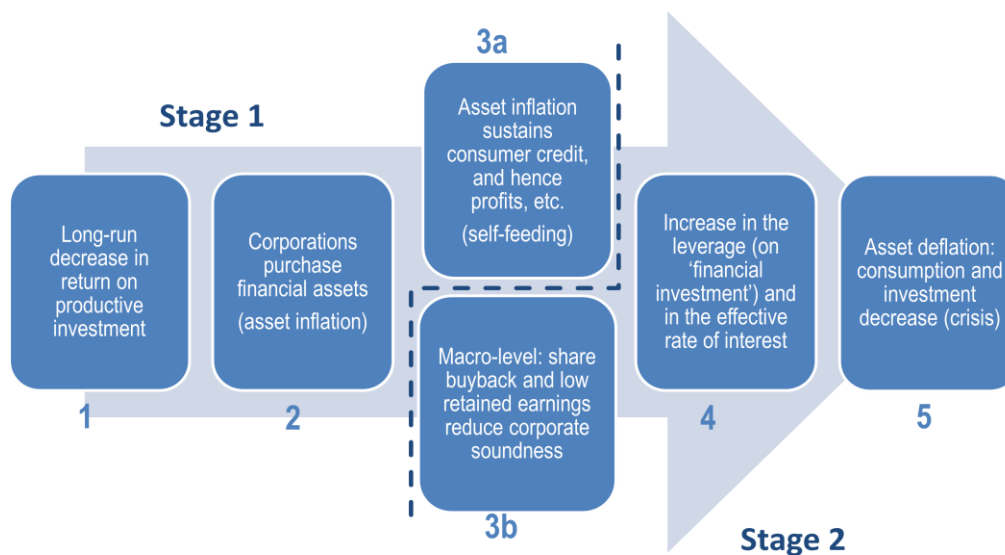 3a
Stage 1
Asset inflation
sustains
consumer credit,
and hence
profits, etc.
(self-feeding)
Long-run
decrease in
return on
productive
investment
1
Corporations
purchase
financial assets
(asset inflation)
2
Macro-level: share
buyback and low
retained earnings
reduce corporate
soundness
3b
Increase in the
leverage (on
‘financial
investment’) and
in the effective
rate of interest
4
Asset deflation:
consumption and
investment
decrease (crisis)
5
Stage 2